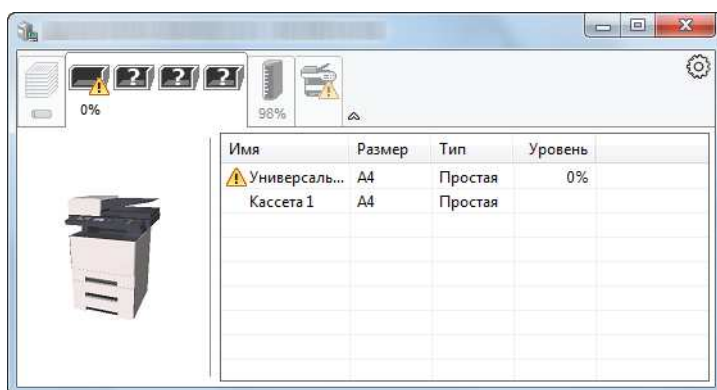 ? ? ?
0%
98%
Имя Размер Тип Уровень
Универсаль... A4 Простая 0%
Кассета 1 A4 Простая